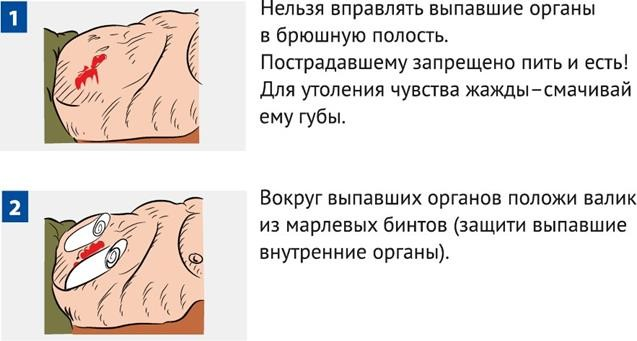 1
Нельзя вправлять выпавшие органы
в брюшную полость.
Пострадавшему запрещено пить и есть!
Для утоления чувства жажды–смачивай
ему губы.
2
Вокруг выпавших органов положи валик
из марлевых бинтов (защити выпавшие
внутренние органы).